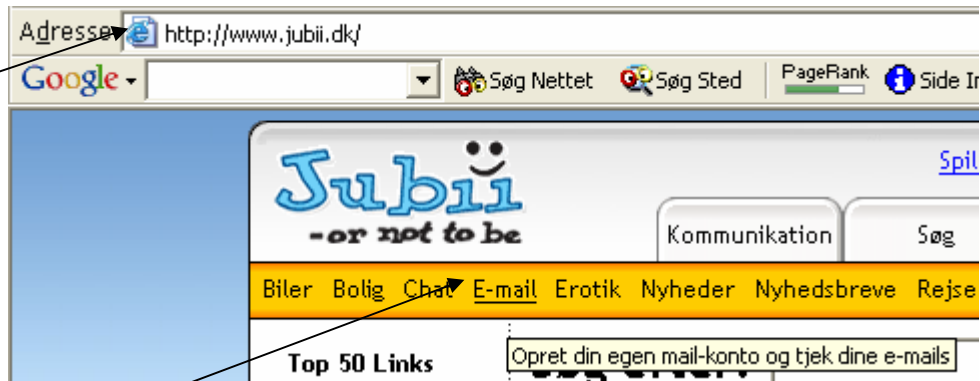 Adresse http://www.jubii.dk/
Google Søg Nettet Søg Sted PageRank Side
Jubii Spil
-or not to be Kommunikation Søg
Biler Bolig Chat E-mail Erotik Nyheder Nyhedsbreve Rejse
Top 50 Links Opret din egen mail-konto og tjek dine e-mails